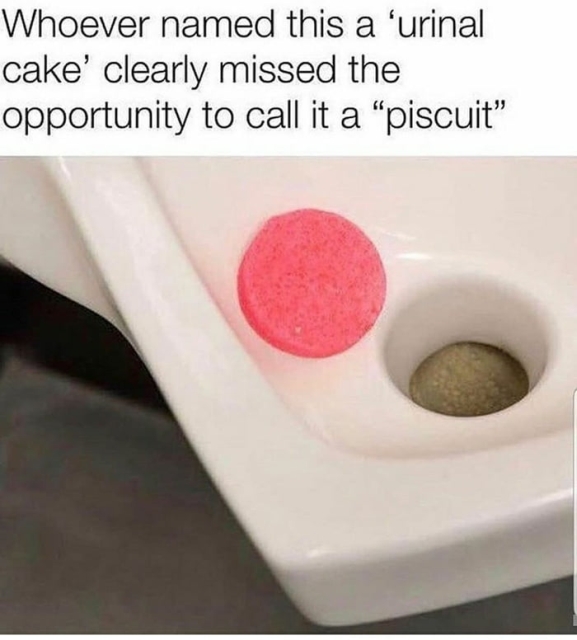 Whoever named this a ‘urinal
cake’ clearly missed the
opportunity to call it a “piscuit”